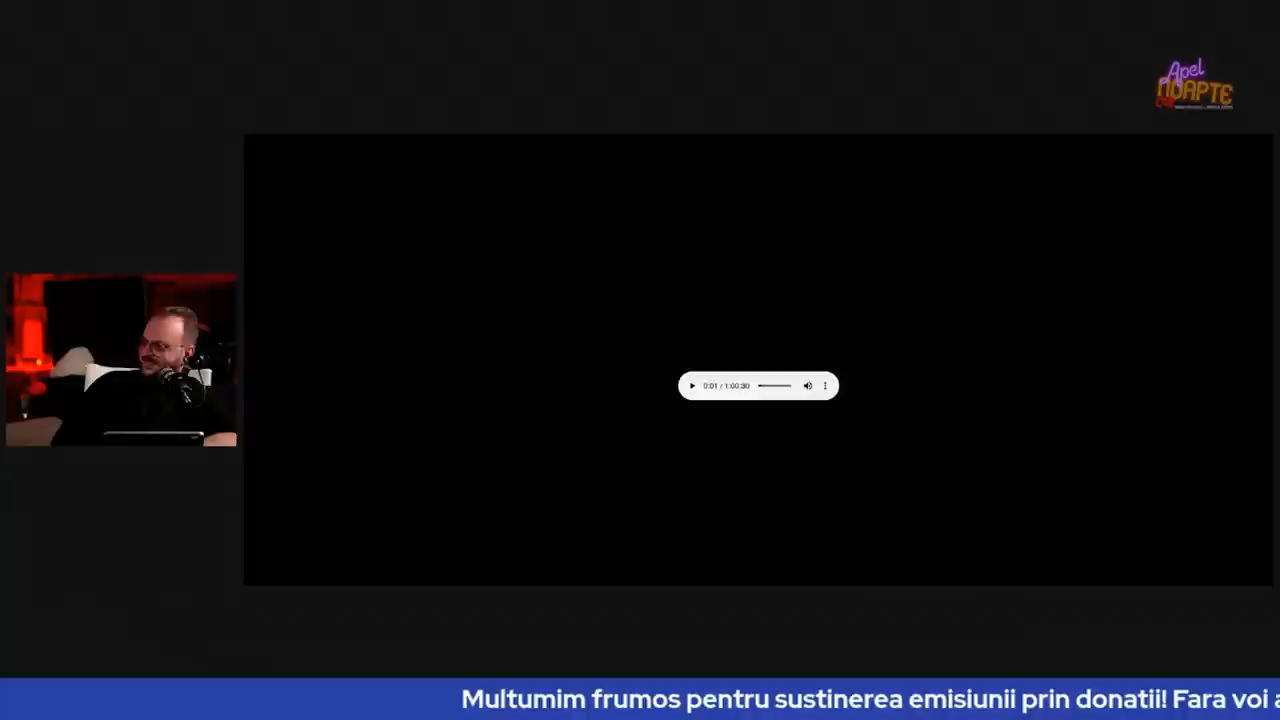 Apel
NOAPTE
0:01 / 1:00:30
Multumim frumos pentru sustinerea emisiunii prin donatii! Fara voi a